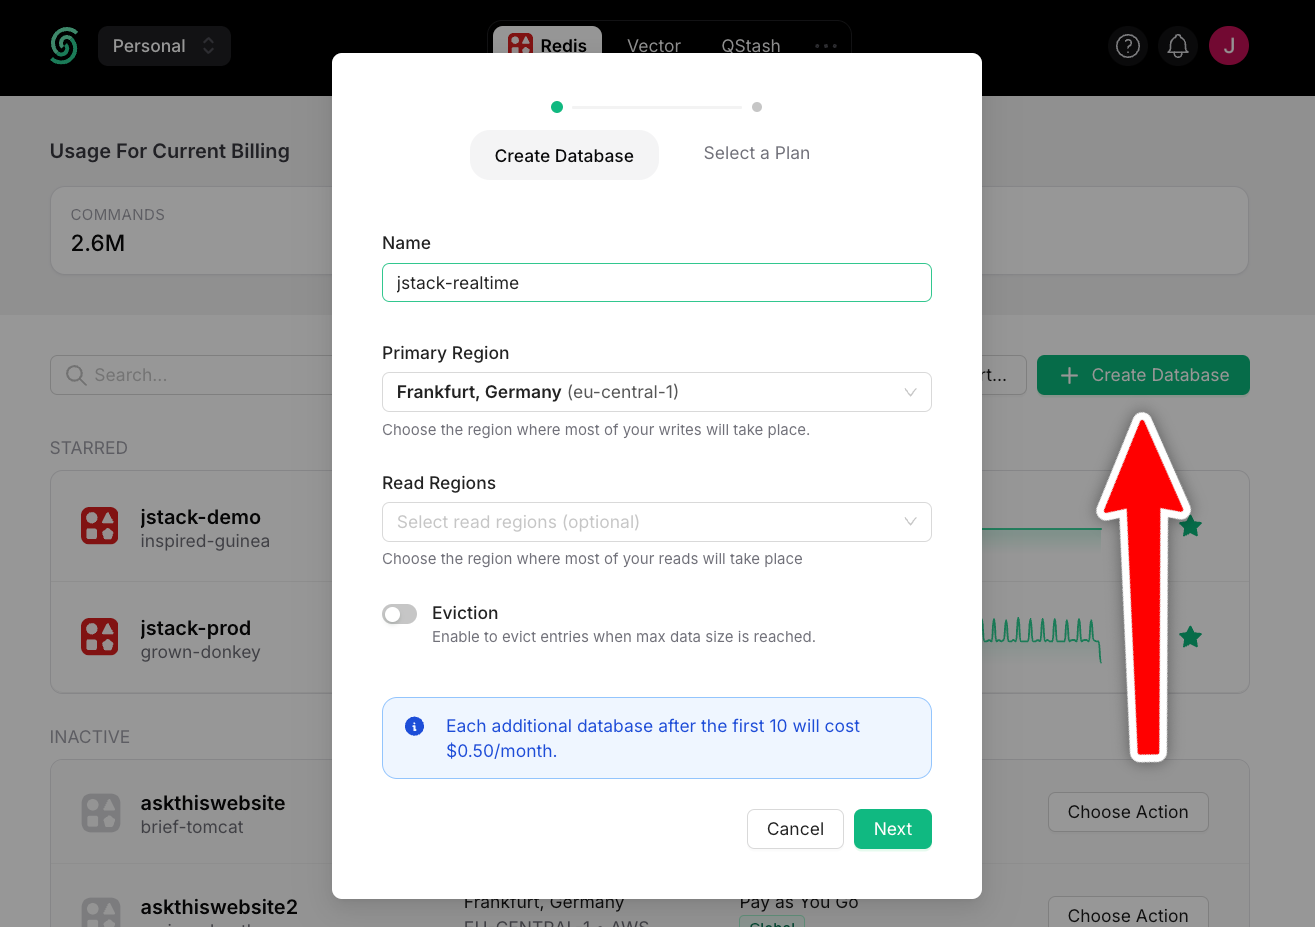 Personal
Redis
Vector
QStash
J
Usage For Current Billing
COMMANDS
2.6M
Create Database
Select a Plan
Name
jstack-realtime
Primary Region
Frankfurt, Germany (eu-central-1)
Choose the region where most of your writes will take place.
Read Regions
Select read regions (optional)
Choose the region where most of your reads will take place
Eviction
Enable to evict entries when max data size is reached.
Each additional database after the first 10 will cost
$0.50/month.
Cancel
Next
Search...
rt...
Create Database
STARRED
jstack-demo
inspired-guinea
jstack-prod
grown-donkey
INACTIVE
askthiswebsite
brief-tomcat
Choose Action
askthiswebsite2
Frankfurt, Germany
Pay as You Go
Choose Action
EU-CENTRAL-1 • AWS
Global